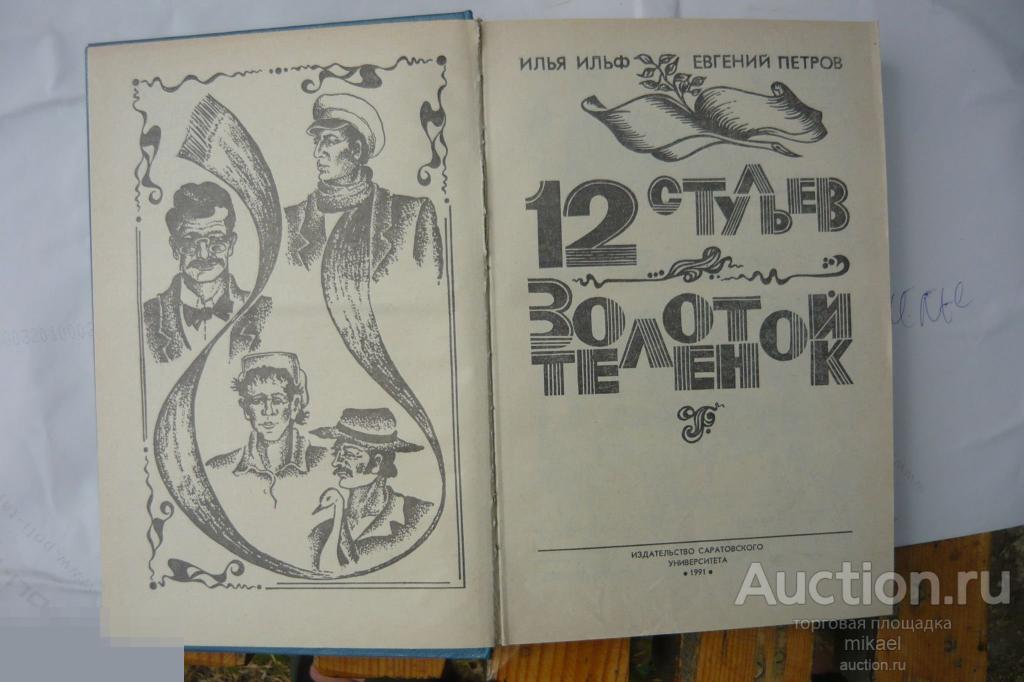 ИЛЬЯ ИЛЬФ ЕВГЕНИЙ ПЕТРОВ
12 СТУЛЬЕВ
ЗОЛОТОЙ
ТЕЛЕНОК
ИЗДАТЕЛЬСТВО САРАТОВСКОГО
УНИВЕРСИТЕТА
• 1991 •
Auction.ru
торговая площадка
mikael
auction.ru